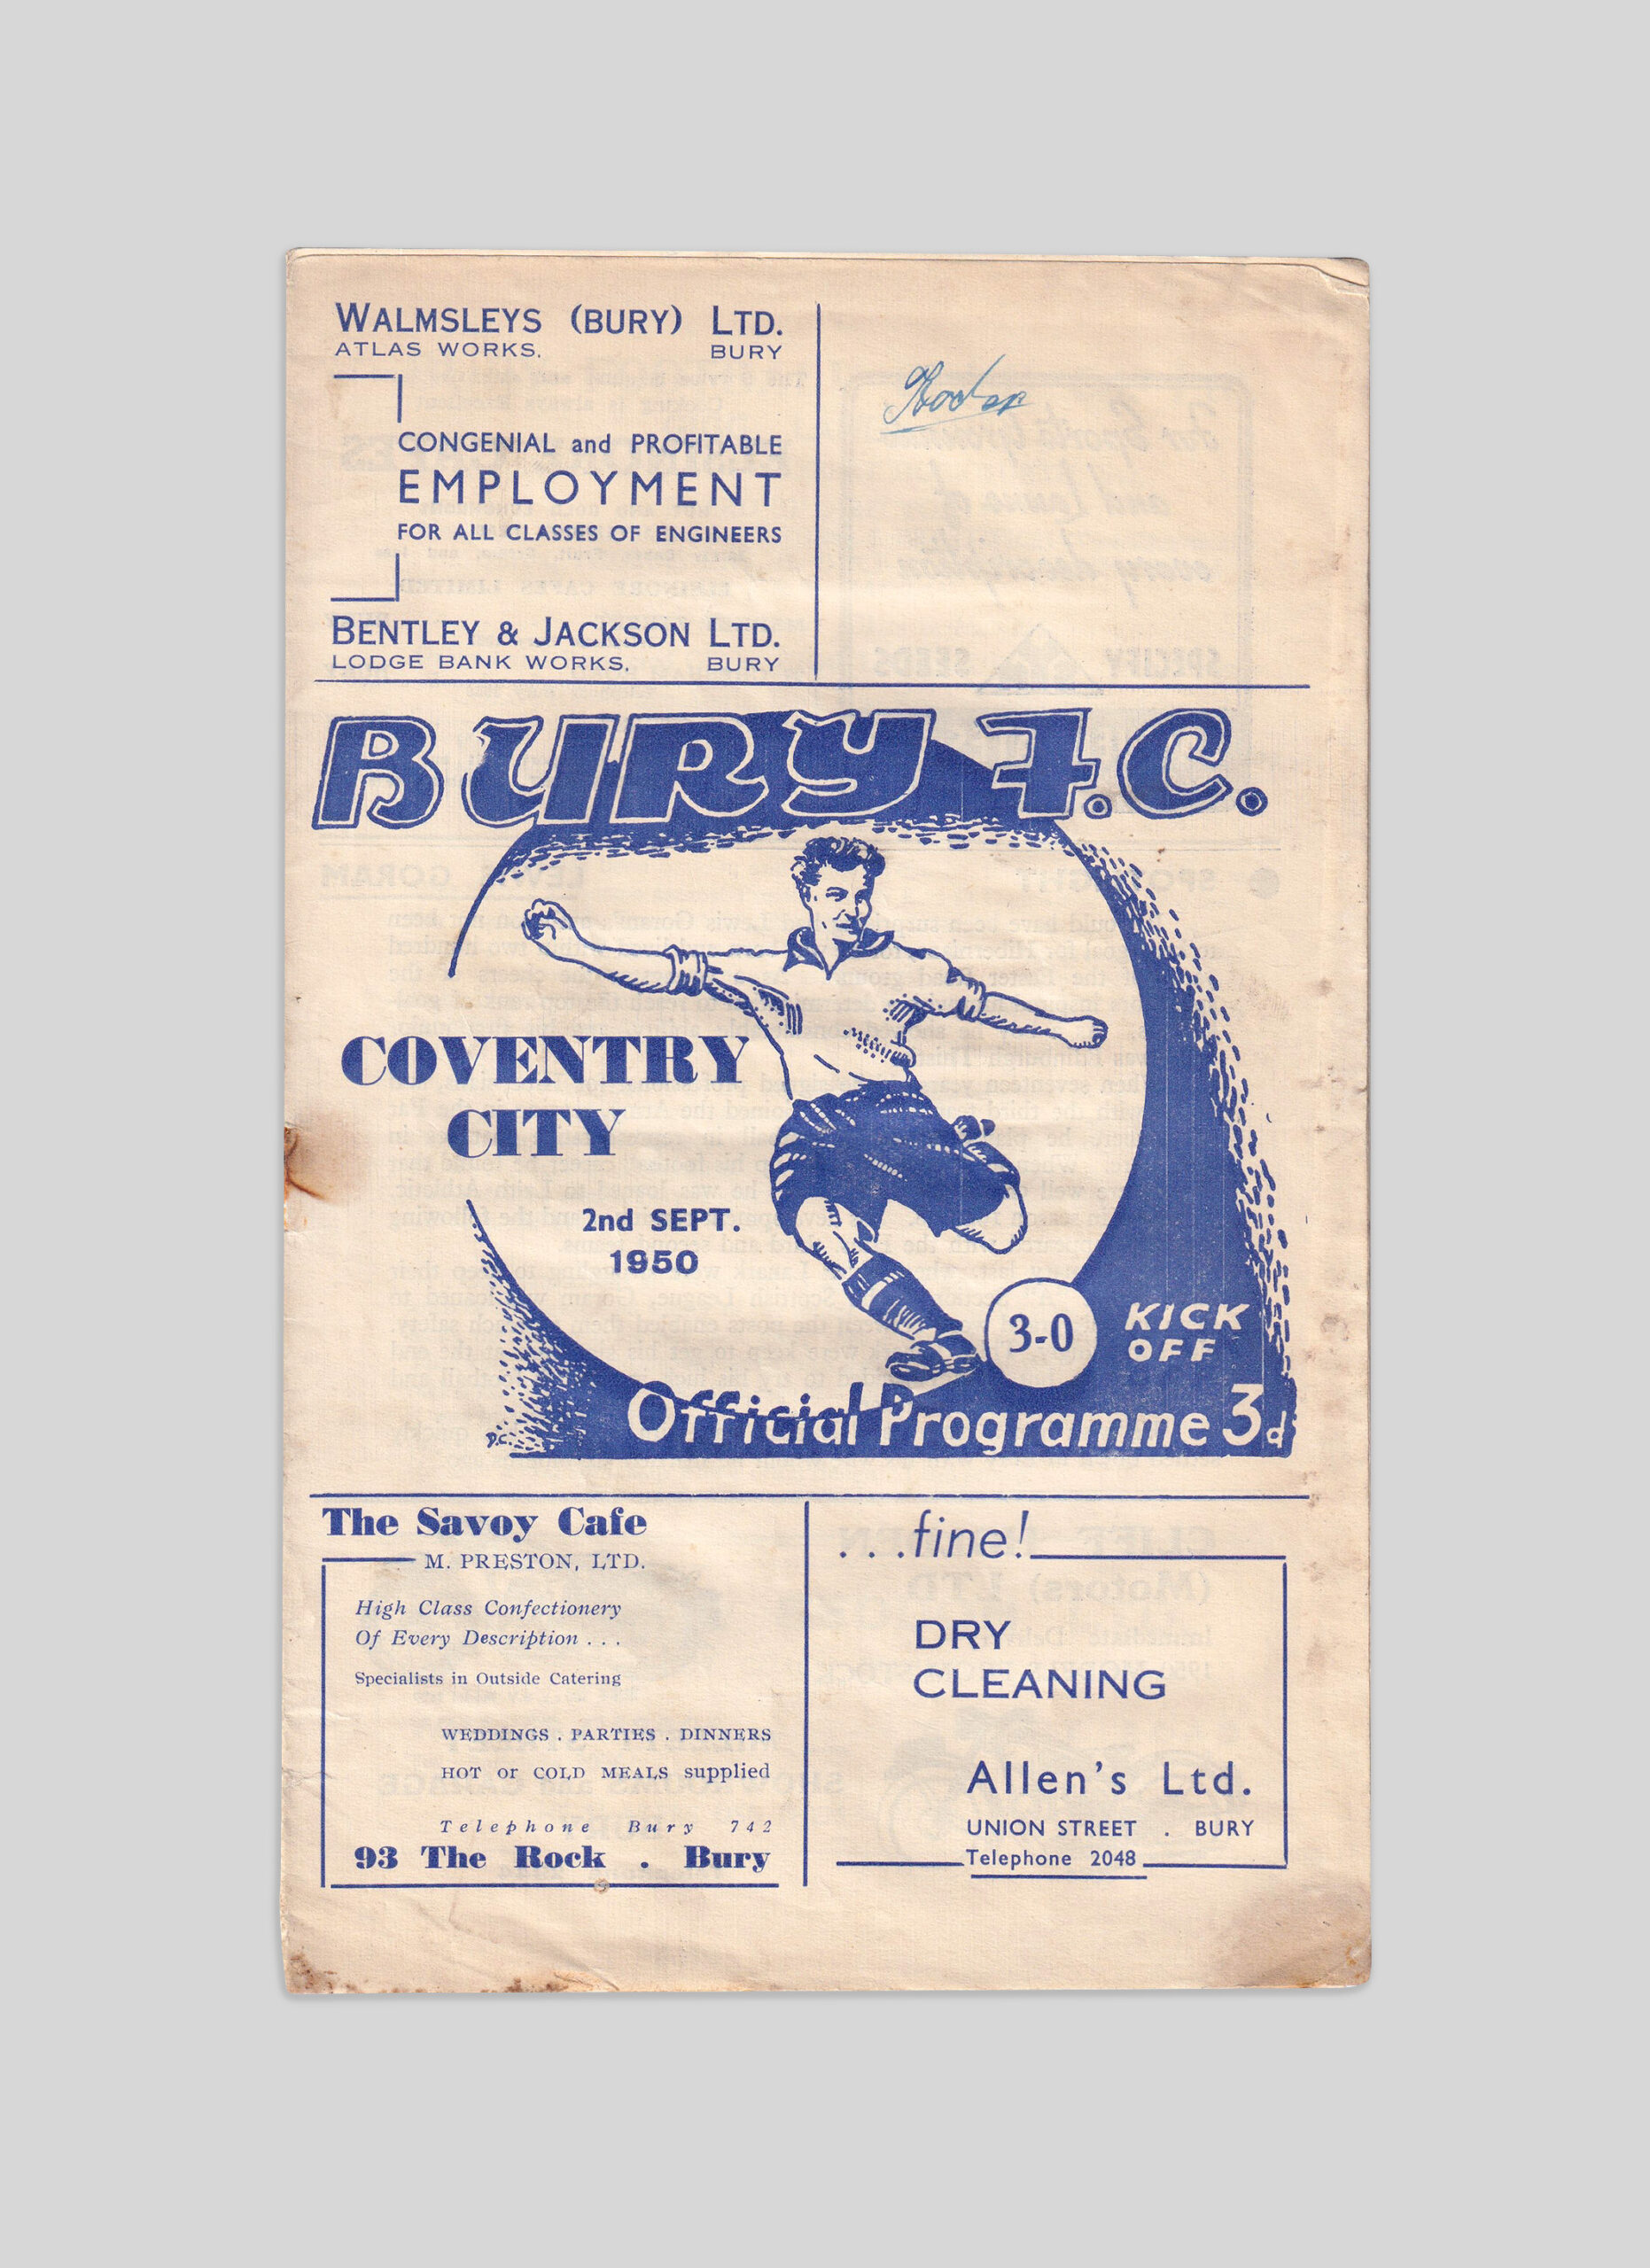 WALMSLEYS (BURY) LTD.
ATLAS WORKS. BURY
CONGENIAL and PROFITABLE
EMPLOYMENT
FOR ALL CLASSES OF ENGINEERS
BENTLEY & JACKSON LTD.
LODGE BANK WORKS. BURY
BURY F.C.
COVENTRY
CITY
2nd SEPT.
1950
3-0
KICK
OFF
Official Programme 3d
D.C.
The Savoy Cafe
M. PRESTON, LTD.
High Class Confectionery
Of Every Description . . .
Specialists in Outside Catering
WEDDINGS . PARTIES . DINNERS
HOT or COLD MEALS supplied
Telephone Bury 742
93 The Rock . Bury
. . .fine!
DRY
CLEANING
Allen's Ltd.
UNION STREET . BURY
Telephone 2048